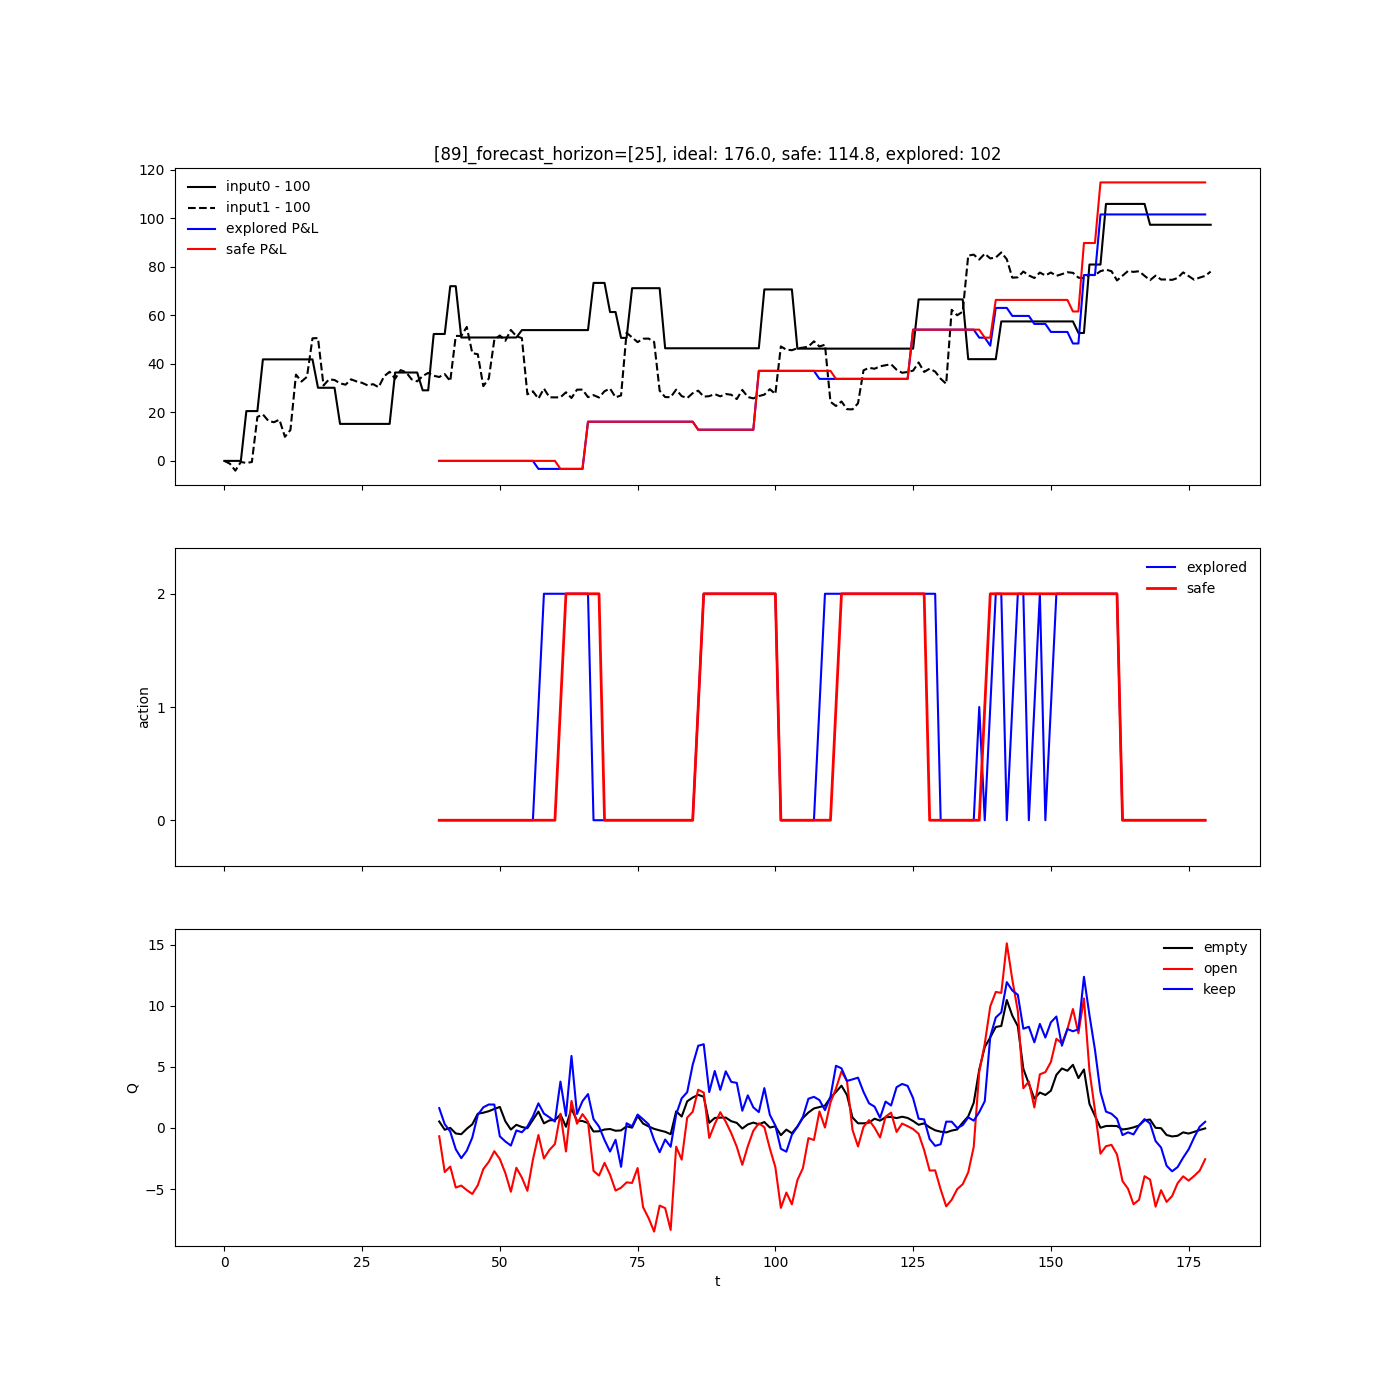 [89]_forecast_horizon=[25], ideal: 176.0, safe: 114.8, explored: 102
120
100
80
60
40
20
0
input0 - 100
input1 - 100
explored P&L
safe P&L
action
2
1
0
explored
safe
Q
15
10
5
0
−5
empty
open
keep
0 25 50 75 100 125 150 175
t